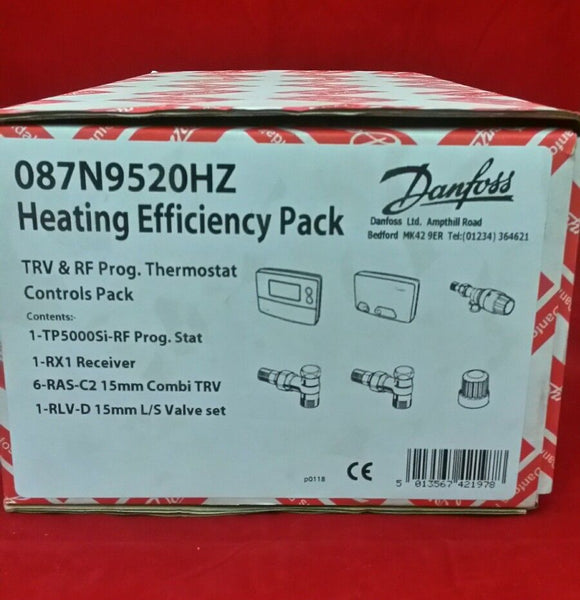 087N9520HZ
Heating Efficiency Pack
Danfoss
Danfoss Ltd. Ampthill Road
Bedford MK42 9ER Tel:(01234) 364621
TRV & RF Prog. Thermostat
Controls Pack
Contents:-
1-TP5000Si-RF Prog. Stat
1-RX1 Receiver
6-RAS-C2 15mm Combi TRV
1-RLV-D 15mm L/S Valve set
p0118
CE
5 013567 421978